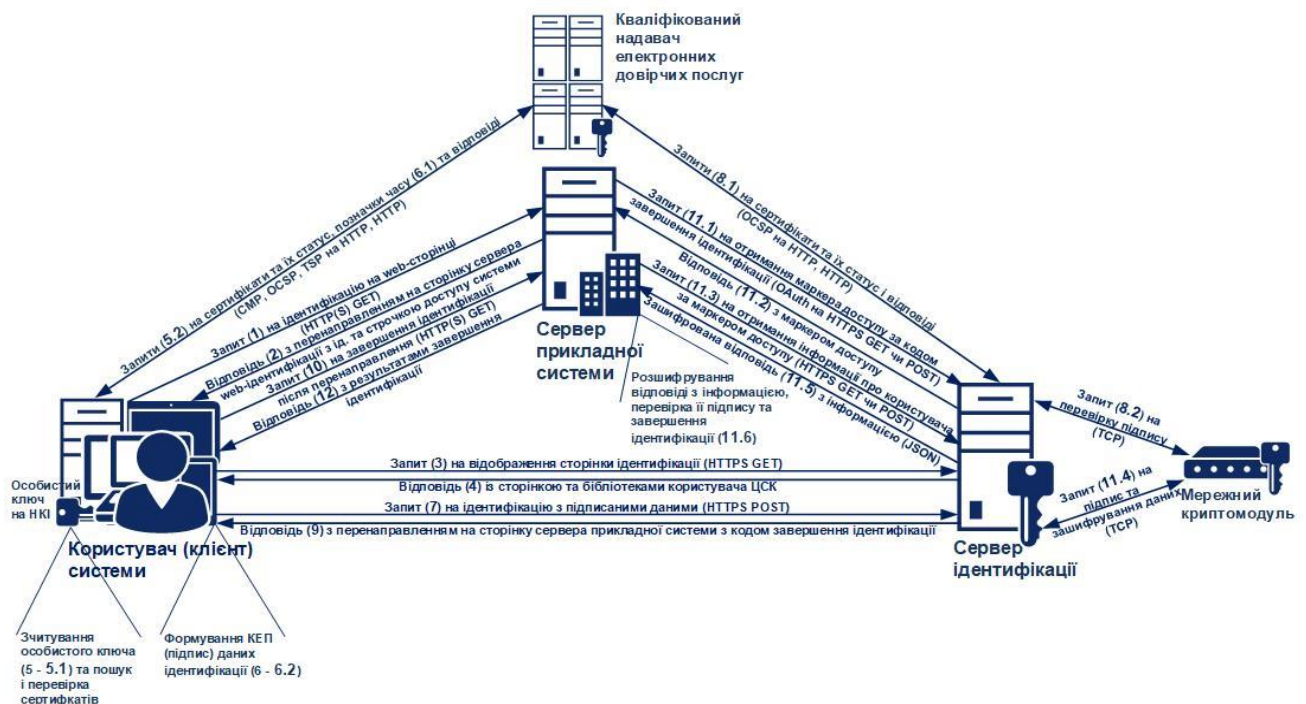 Кваліфікований
надавач
електронних
довірчих послуг
Запити (5.2) на сертифікати та їх статус, позначки часу (6.1) та відповіді
(CMP, OCSP, TSP на HTTP, HTTP)
Запити (8.1) на сертифікати та їх статус і відповіді
(OCSP на HTTP, HTTP)
Запит (1) на ідентифікацію на web-сторінці
(HTTP(S) GET)
Відповідь (2) з перенаправленням на сторінку сервера
web-ідентифікації з ід. та строчкою доступу системи
Запит (10) на завершення ідентифікації
після перенаправлення (HTTP(S) GET)
Відповідь (12) з результатами завершення
ідентифікації
Запит (11.1) на отримання маркера доступу за кодом
завершення ідентифікації (OAuth на HTTPS GET чи POST)
Відповідь (11.2) з маркером доступу
Запит (11.3) на отримання інформації про користувача
за маркером доступу (HTTPS GET чи POST)
Зашифрована відповідь (11.5) з інформацією (JSON)
Сервер
прикладної
системи
Розшифрування
відповіді з інформацією,
перевірка її підпису та
завершення
ідентифікації (11.6)
Запит (8.2) на
перевірку підпису
(TCP)
Запит (11.4) на
підпис та
зашифрування даних
(TCP)
Мережний
криптомодуль
Запит (3) на відображення сторінки ідентифікації (HTTPS GET)
Відповідь (4) із сторінкою та бібліотеками користувача ЦСК
Запит (7) на ідентифікацію з підписаними даними (HTTPS POST)
Відповідь (9) з перенаправленням на сторінку сервера прикладної системи з кодом завершення ідентифікації
Особистий
ключ
на НКІ
Користувач (клієнт)
системи
Сервер
ідентифікації
Зчитування
особистого ключа
(5 - 5.1) та пошук
і перевірка
сертифкатів
Формування КЕП
(підпис) даних
ідентифікації (6 - 6.2)